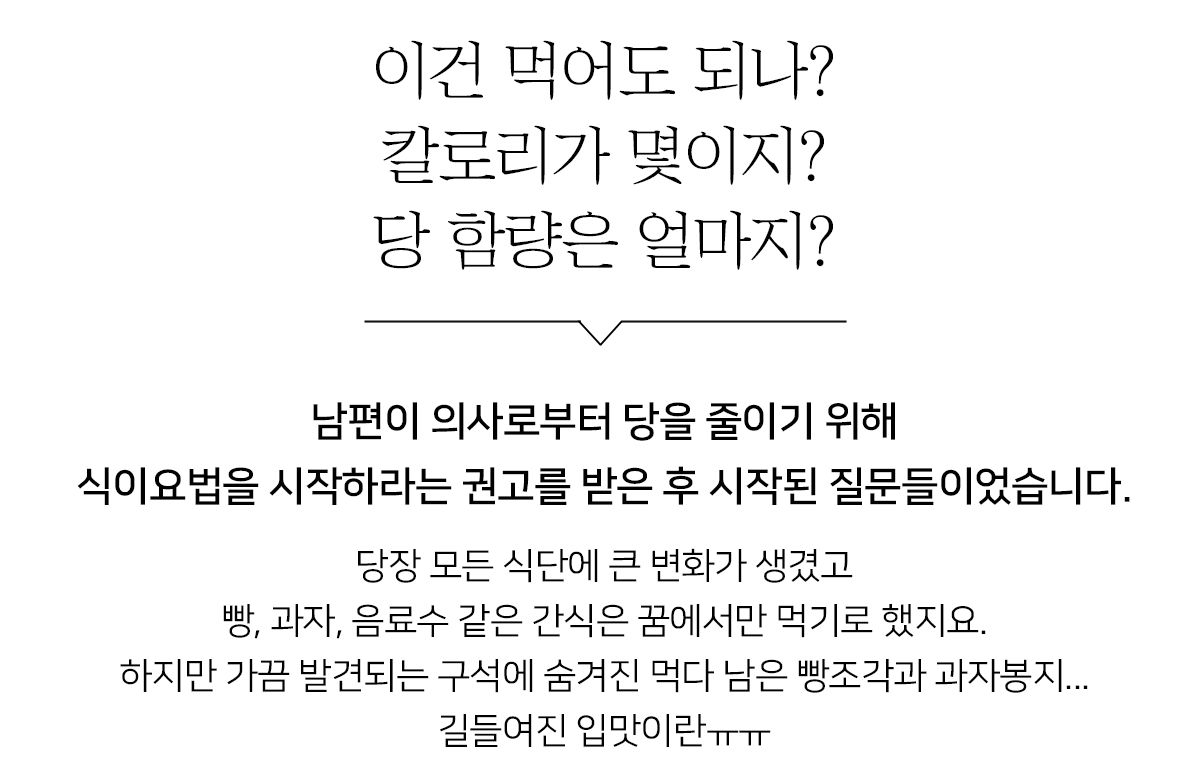 이건 먹어도 되나?
칼로리가 몇이지?
당 함량은 얼마지?
남편이 의사로부터 당을 줄이기 위해
식이요법을 시작하라는 권고를 받은 후 시작된 질문들이었습니다.
당장 모든 식단에 큰 변화가 생겼고
빵, 과자, 음료수 같은 간식은 꿈에서만 먹기로 했지요.
하지만 가끔 발견되는 구석에 숨겨진 먹다 남은 빵조각과 과자봉지...
길들여진 입맛이란ㅠㅠ